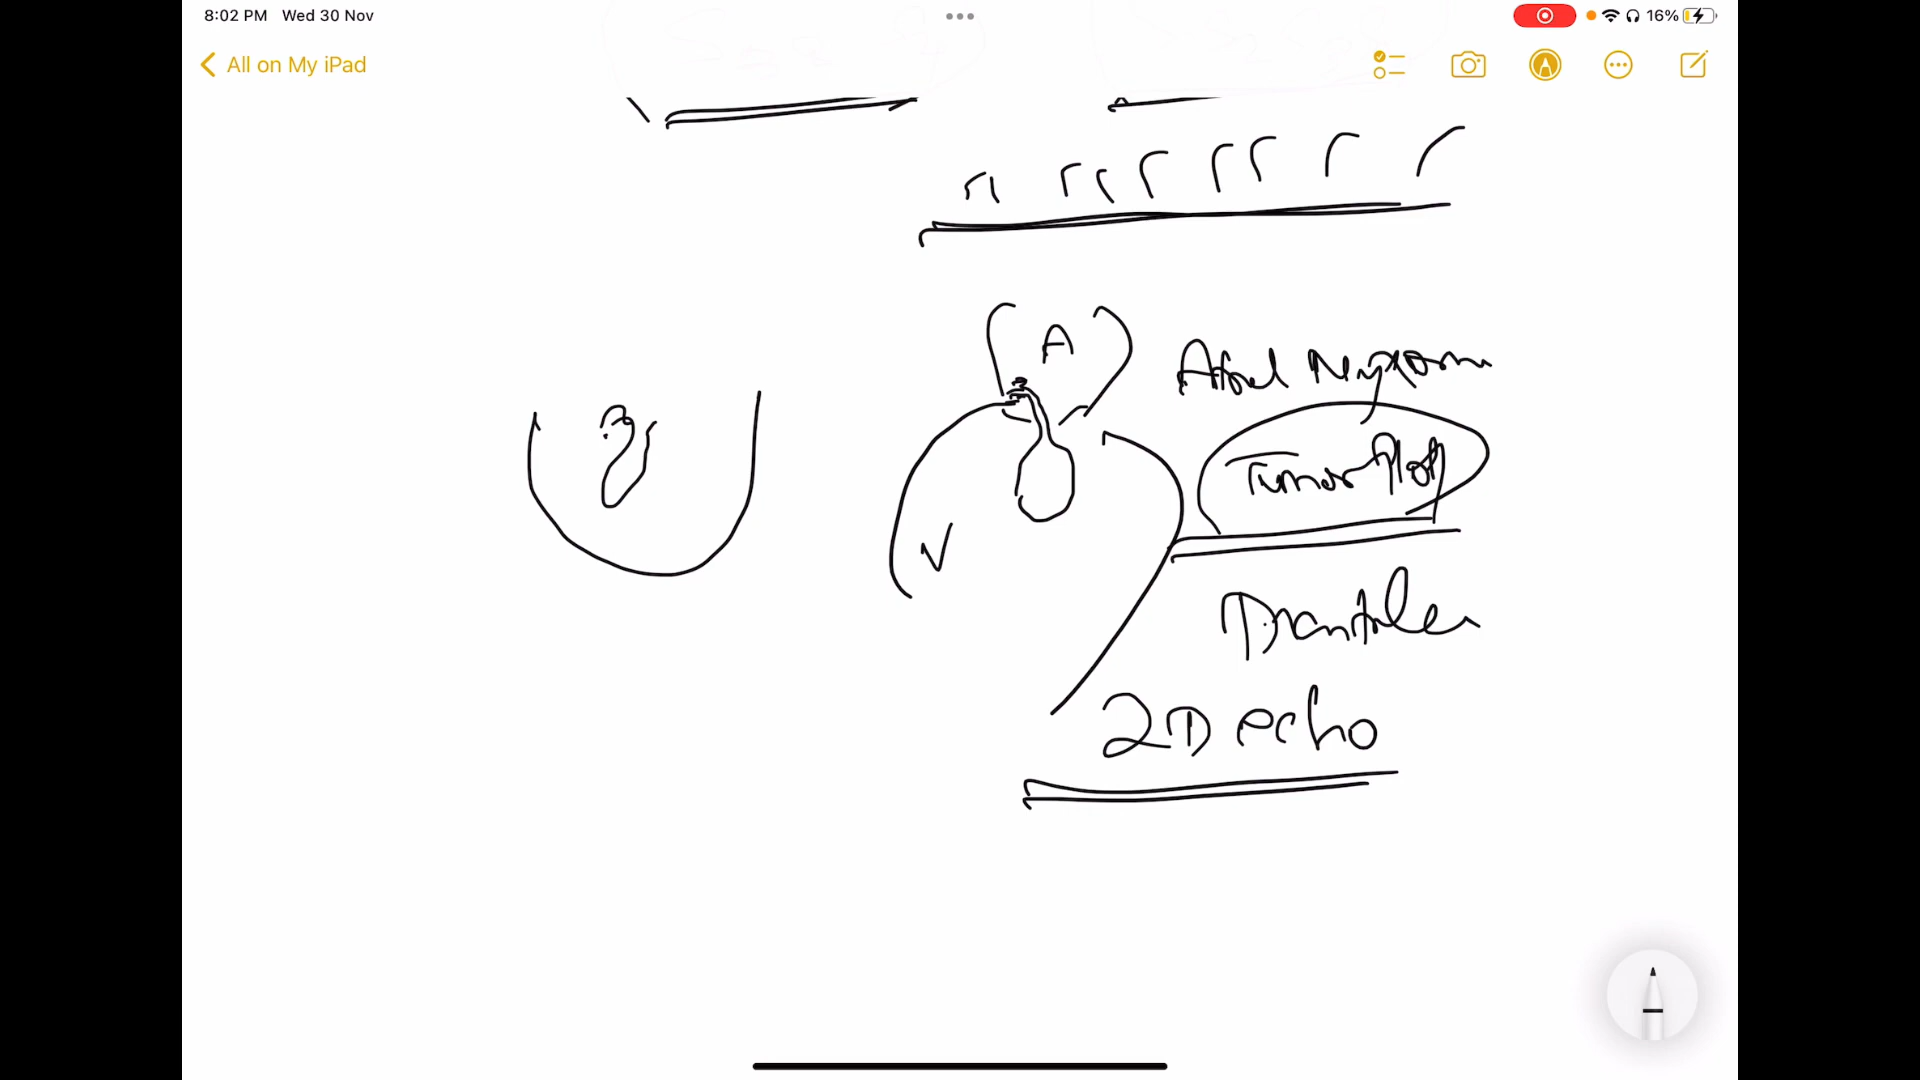 8:02 PM Wed 30 Nov
16%
All on My iPad
A
Atrial Myxoma
Tumor Plop
V
2D echo